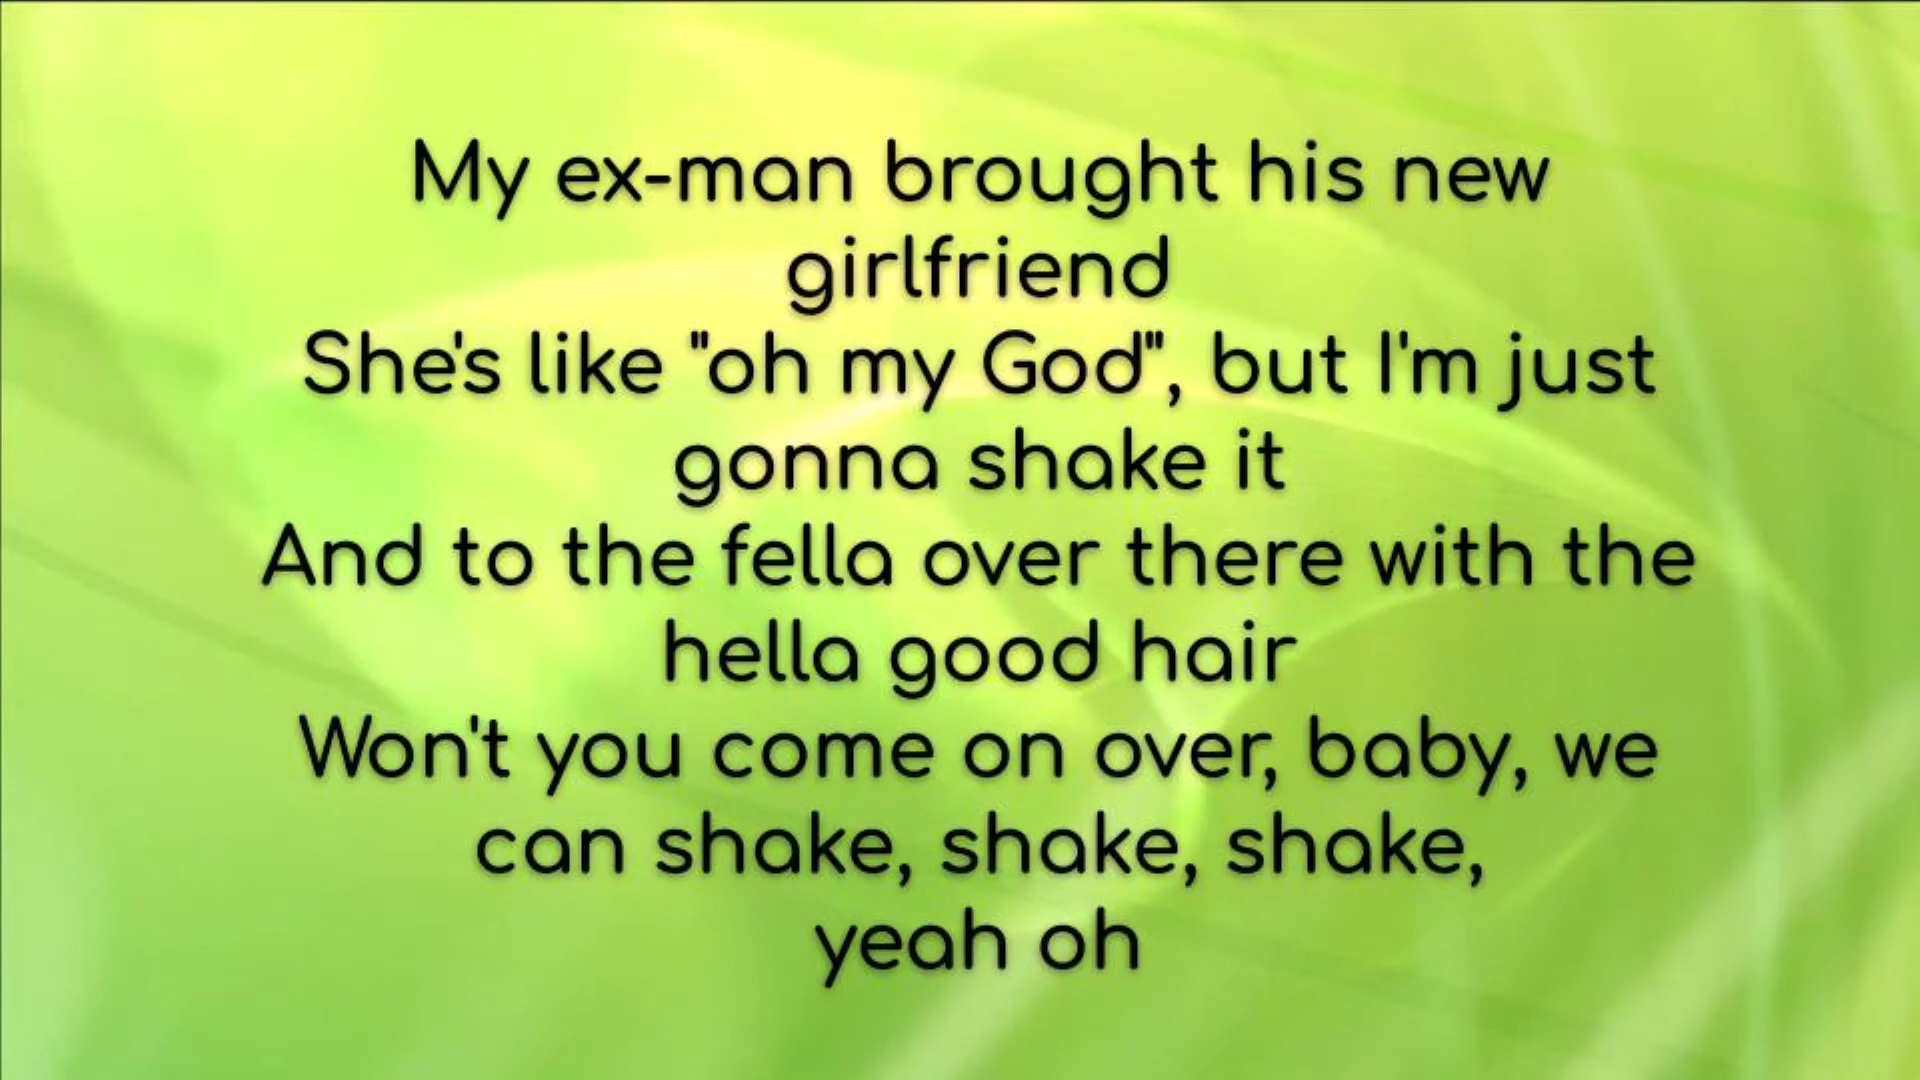 My ex-man brought his new
girlfriend
She's like "oh my God", but I'm just
gonna shake it
And to the fella over there with the
hella good hair
Won't you come on over, baby, we
can shake, shake, shake,
yeah oh